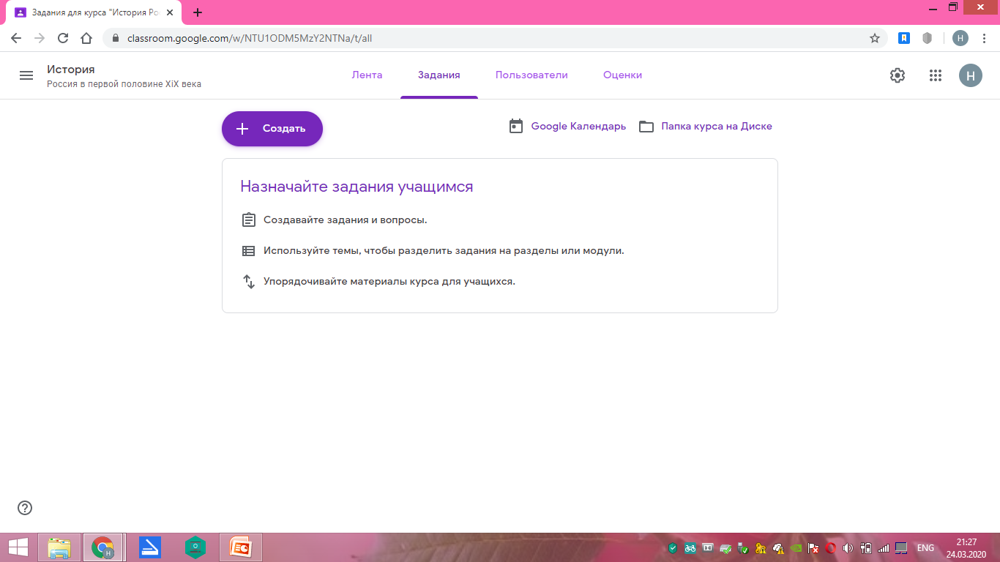 Задания для курса "История Ро
classroom.google.com/w/NTU1ODM5MzY2NTNa/t/all
Н
История
Россия в первой половине XiX века
Лента
Задания
Пользователи
Оценки
Н
Создать
Google Календарь
Папка курса на Диске
Назначайте задания учащимся
Создавайте задания и вопросы.
Используйте темы, чтобы разделить задания на разделы или модули.
Упорядочивайте материалы курса для учащихся.
Н
ENG
21:27
24.03.2020